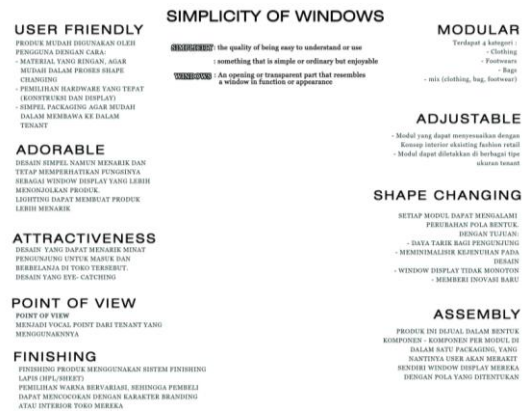 SIMPLICITY OF WINDOWS
SIMPLICITY : the quality of being easy to understand or use
: something that is simple or ordinary but enjoyable
WINDOWS : An opening or transparent part that resembles
a window in function or appearance
USER FRIENDLY
PRODUK MUDAH DIGUNAKAN OLEH
PENGGUNA DENGAN CARA:
- MATERIAL YANG RINGAN, AGAR
MUDAH DALAM PROSES SHAPE
CHANGING
- PEMILIHAN HARDWARE YANG TEPAT
(KONSTRUKSI DAN DISPLAY)
- SIMPEL PACKAGING AGAR MUDAH
DALAM MEMBAWA KE DALAM
TENANT
ADORABLE
DESAIN SIMPEL NAMUN MENARIK DAN
TETAP MEMPERHATIKAN FUNGSINYA
SEBAGAI WINDOW DISPLAY YANG LEBIH
MENONJOLKAN PRODUK.
LIGHTING DAPAT MEMBUAT PRODUK
LEBIH MENARIK
ATTRACTIVENESS
DESAIN YANG DAPAT MENARIK MINAT
PENGUNJUNG UNTUK MASUK DAN
BERBELANJA DI TOKO TERSEBUT.
DESAIN YANG EYE- CATCHING
POINT OF VIEW
POINT OF VIEW
MENJADI VOCAL POINT DARI TENANT YANG
MENGGUNAKNNYA
FINISHING
FINISHING PRODUK MENGGUNAKAN SISTEM FINISHING
LAPIS (HPL/SHEET)
PEMILIHAN WARNA BERVARIASI, SEHINGGA PEMBELI
DAPAT MENCOCOKAN DENGAN KARAKTER BRANDING
ATAU INTERIOR TOKO MEREKA
MODULAR
Terdapat 4 kategori :
- Clothing
- Footwears
- Bags
- mix (clothing, bag, footwear)
ADJUSTABLE
- Modul yang dapat menyesuaikan dengan
Konsep interior eksisting fashion retail
- Modul dapat diletakkan di berbagai tipe
ukuran tenant
SHAPE CHANGING
SETIAP MODUL DAPAT MENGALAMI
PERUBAHAN POLA BENTUK.
DENGAN TUJUAN:
- DAYA TARIK BAGI PENGUNJUNG
- MEMINIMALISIR KEJENUHAN PADA
DESAIN
- WINDOW DISPLAY TIDAK MONOTON
- MEMBERI INOVASI BARU
ASSEMBLY
PRODUK INI DIJUAL DALAM BENTUK
KOMPONEN - KOMPONEN PER MODUL DI
DALAM SATU PACKAGING, YANG
NANTINYA USER AKAN MERAKIT
SENDIRI WINDOW DISPLAY MEREKA
DENGAN POLA YANG DITENTUKAN